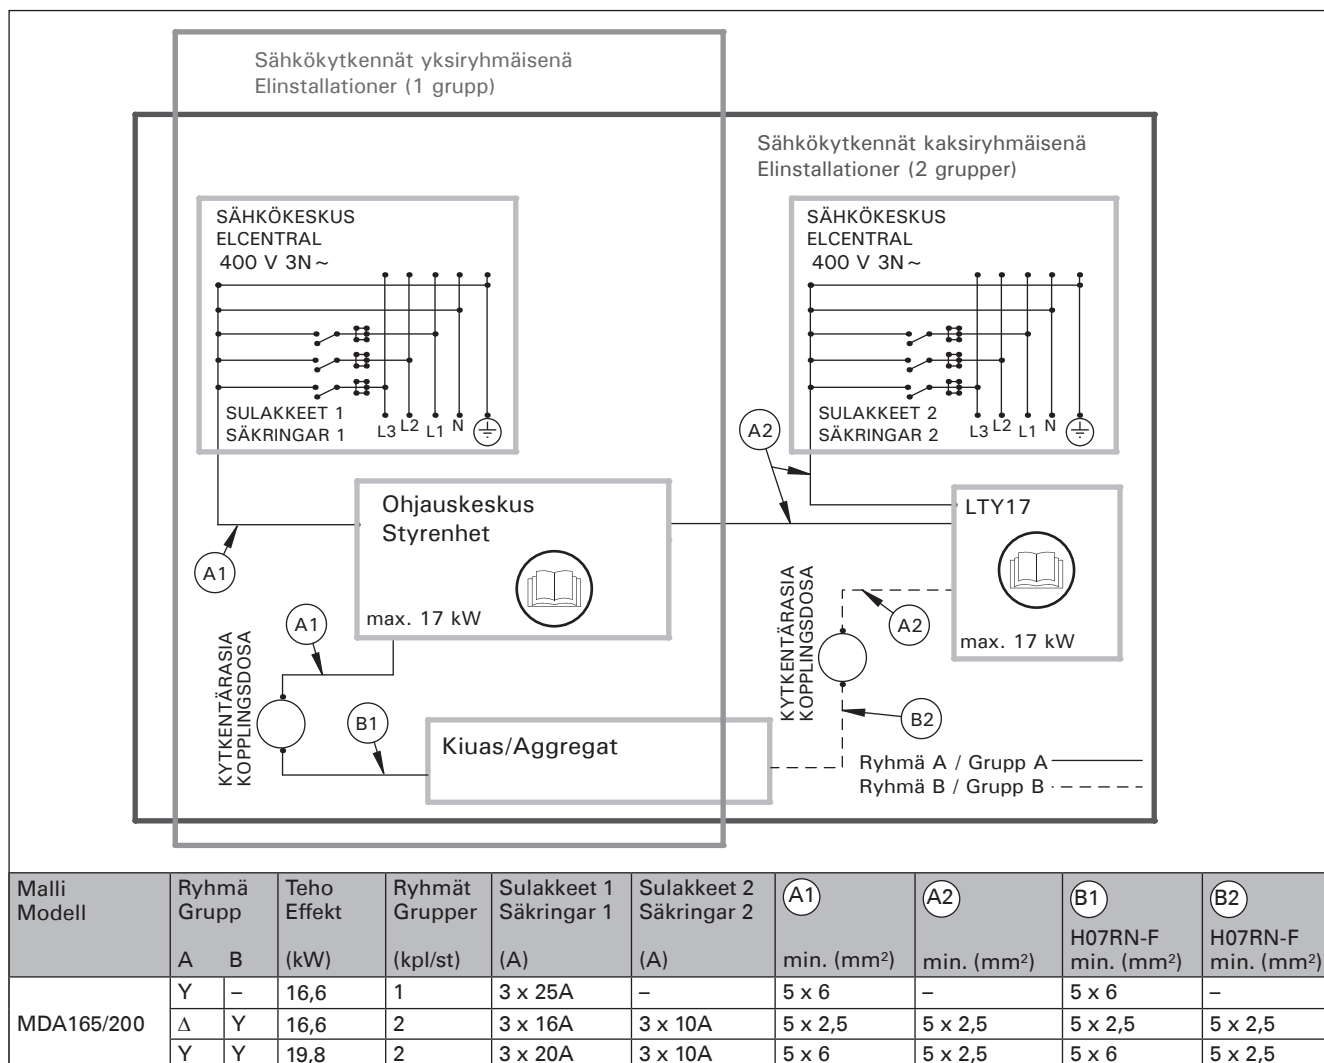 Sähkökytkennät yksiryhmäisenä
Elinstallationer (1 grupp)
Sähkökytkennät kaksiryhmäisenä
Elinstallationer (2 grupper)
SÄHKÖKESKUS
ELCENTRAL
400 V 3N~
SULAKKEET 1
SÄKRINGAR 1
L3 L2 L1 N
SÄHKÖKESKUS
ELCENTRAL
400 V 3N~
SULAKKEET 2
SÄKRINGAR 2
L3 L2 L1 N
A2
A1
Ohjauskeskus
Styrenhet
max. 17 kW
LTY17
max. 17 kW
A1
A2
KYTKENTÄRASIA
KOPPLINGSDOSA
KYTKENTÄRASIA
KOPPLINGSDOSA
B1
B2
Kiuas/Aggregat
Ryhmä A / Grupp A
Ryhmä B / Grupp B
Malli Ryhmä Teho Ryhmät Sulakkeet 1 Sulakkeet 2 A1 A2 B1 B2
Modell Grupp Effekt Grupper Säkringar 1 Säkringar 2
H07RN-F H07RN-F
A B (kW) (kpl/st) (A) (A) min. (mm²) min. (mm²) min. (mm²) min. (mm²)
Y – 16,6 1 3 x 25A – 5 x 6 – 5 x 6 –
MDA165/200 Δ Y 16,6 2 3 x 16A 3 x 10A 5 x 2,5 5 x 2,5 5 x 2,5 5 x 2,5
Y Y 19,8 2 3 x 20A 3 x 10A 5 x 6 5 x 2,5 5 x 6 5 x 2,5